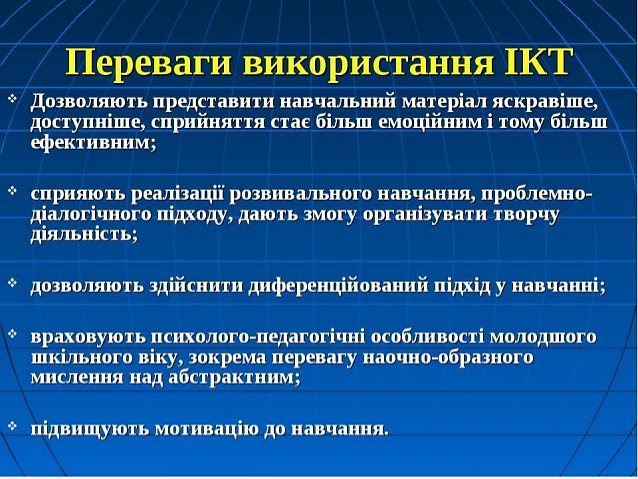 Переваги використання ІКТ
Дозволяють представити навчальний матеріал яскравіше,
доступніше, сприйняття стає більш емоційним і тому більш
ефективним;
сприяють реалізації розвивального навчання, проблемно-
діалогічного підходу, дають змогу організувати творчу
діяльність;
дозволяють здійснити диференційований підхід у навчанні;
враховують психолого-педагогічні особливості молодшого
шкільного віку, зокрема перевагу наочно-образного
мислення над абстрактним;
підвищують мотивацію до навчання.